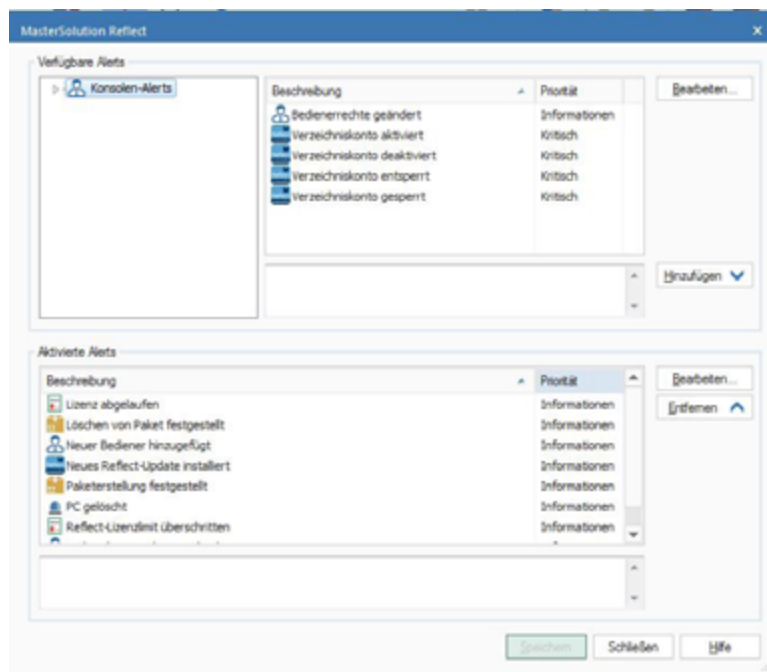 MasterSolution Reflect
Verfügbare Alerts
Konsolen-Alerts
Beschreibung Priorität
Bedienerrechte geändert Informationen
Verzeichniskonto aktiviert Kritisch
Verzeichniskonto deaktiviert Kritisch
Verzeichniskonto entsperrt Kritisch
Verzeichniskonto gesperrt Kritisch
Bearbeiten...
Hinzufügen
Aktivierte Alerts
Beschreibung Priorität
Lizenz abgelaufen Informationen
Löschen von Paket festgestellt Informationen
Neuer Bediener hinzugefügt Informationen
Neues Reflect-Update installiert Informationen
Paketerstellung festgestellt Informationen
PC gelöscht Informationen
Reflect-Lizenzlimit überschritten Informationen
Bearbeiten...
Entfernen
Speichern Schließen Hilfe